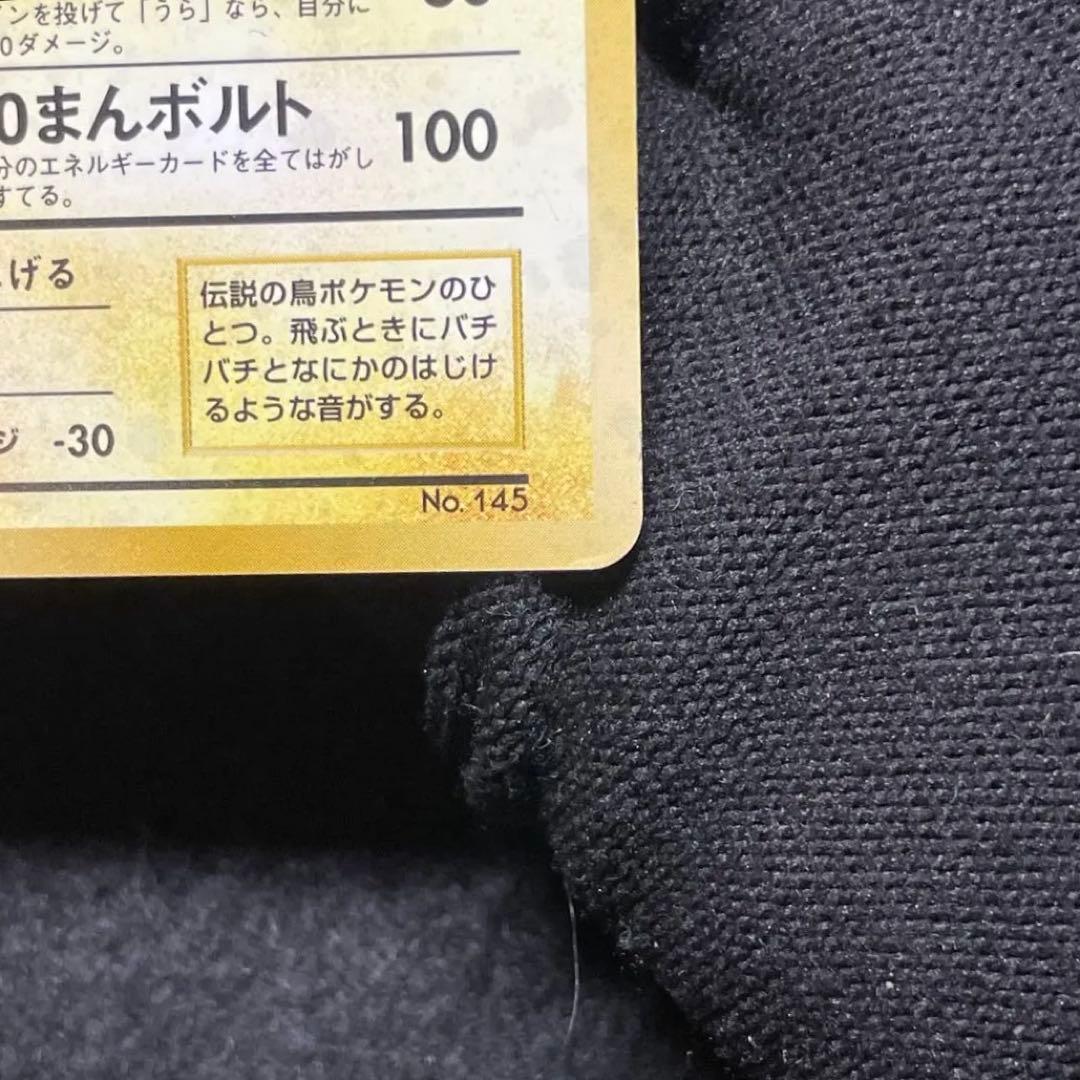 ンを投げて「うら」なら、自分に
0ダメージ。
0まんボルト 100
分のエネルギーカードを全てはがし
すてる。
げる
伝説の鳥ポケモンのひ
とつ。飛ぶときにバチ
バチとなにかのはじけ
るような音がする。
ジ -30
No. 145